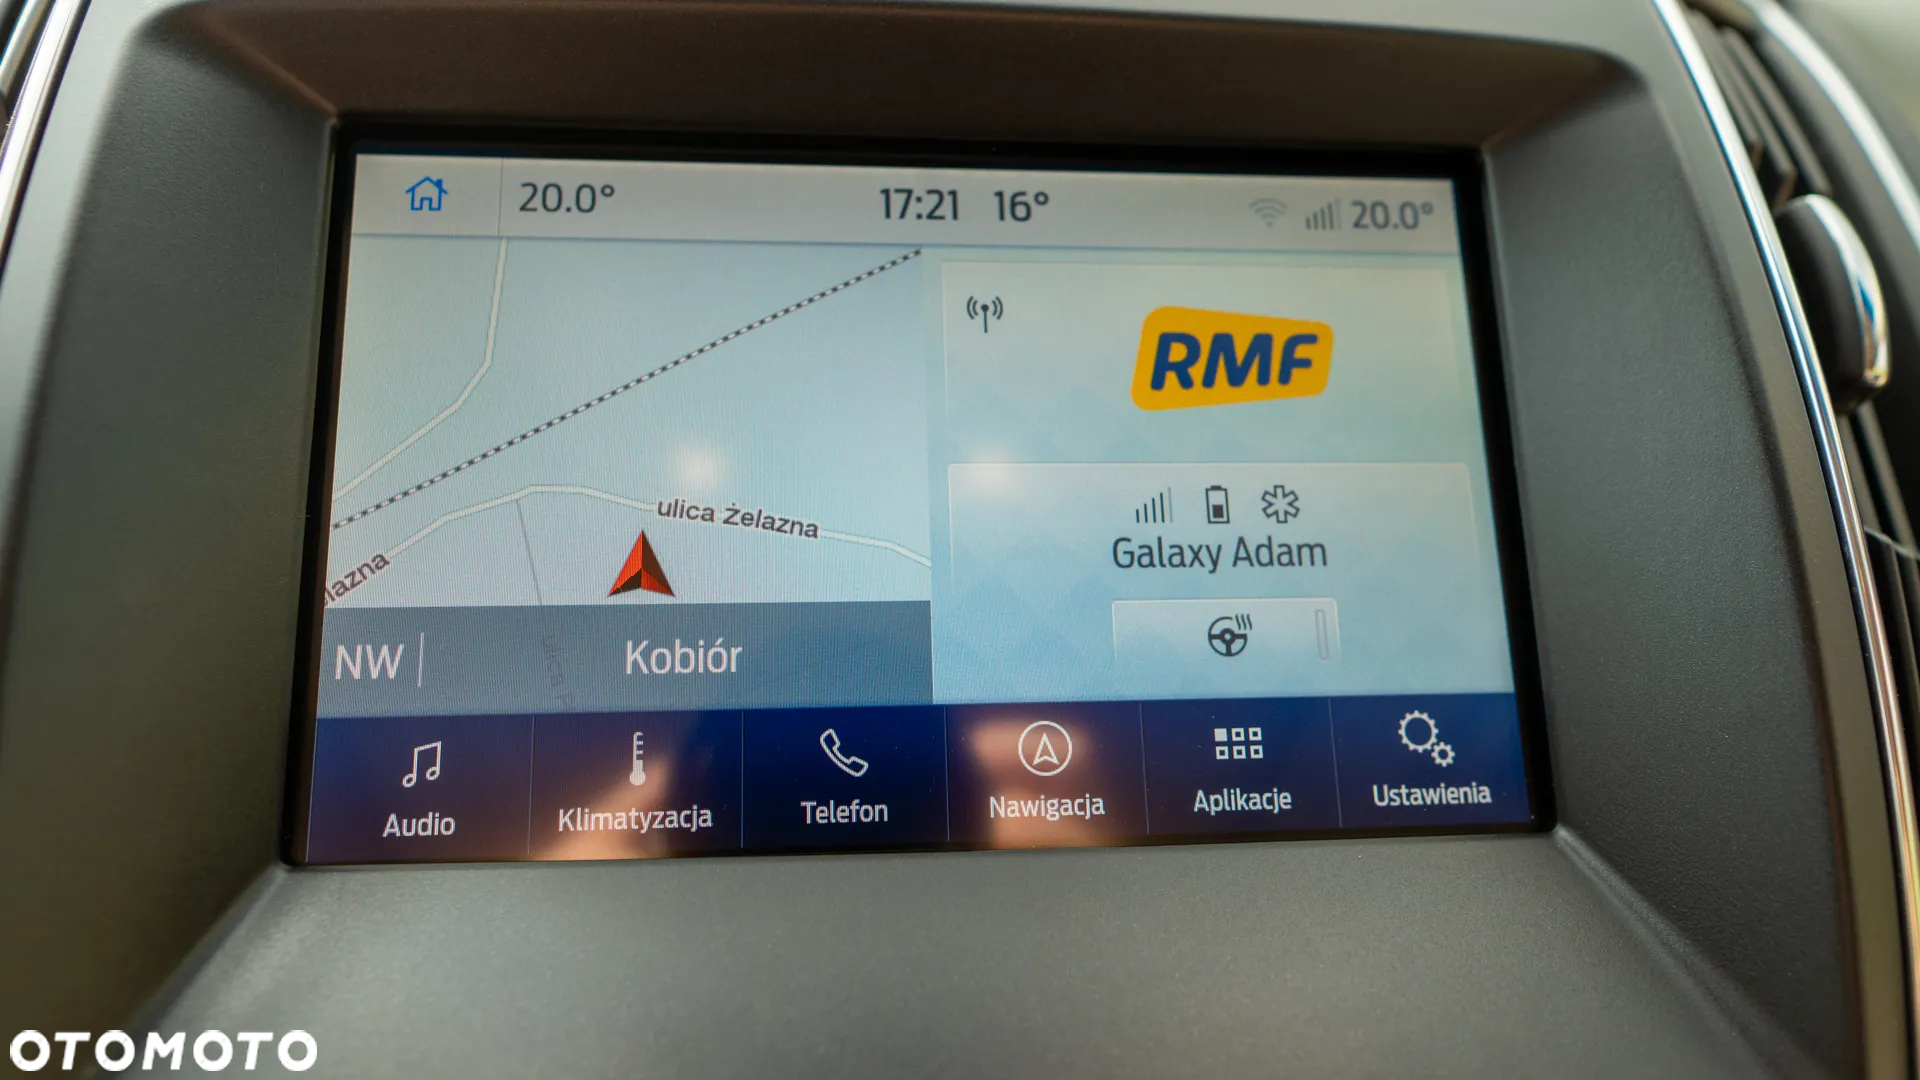 20.0°
17:21 16°
20.0°
RMF
ulica Żelazna
lazna
Galaxy Adam
NW
Kobiór
Audio
Klimatyzacja
Telefon
Nawigacja
Aplikacje
Ustawienia
OTOMOTO